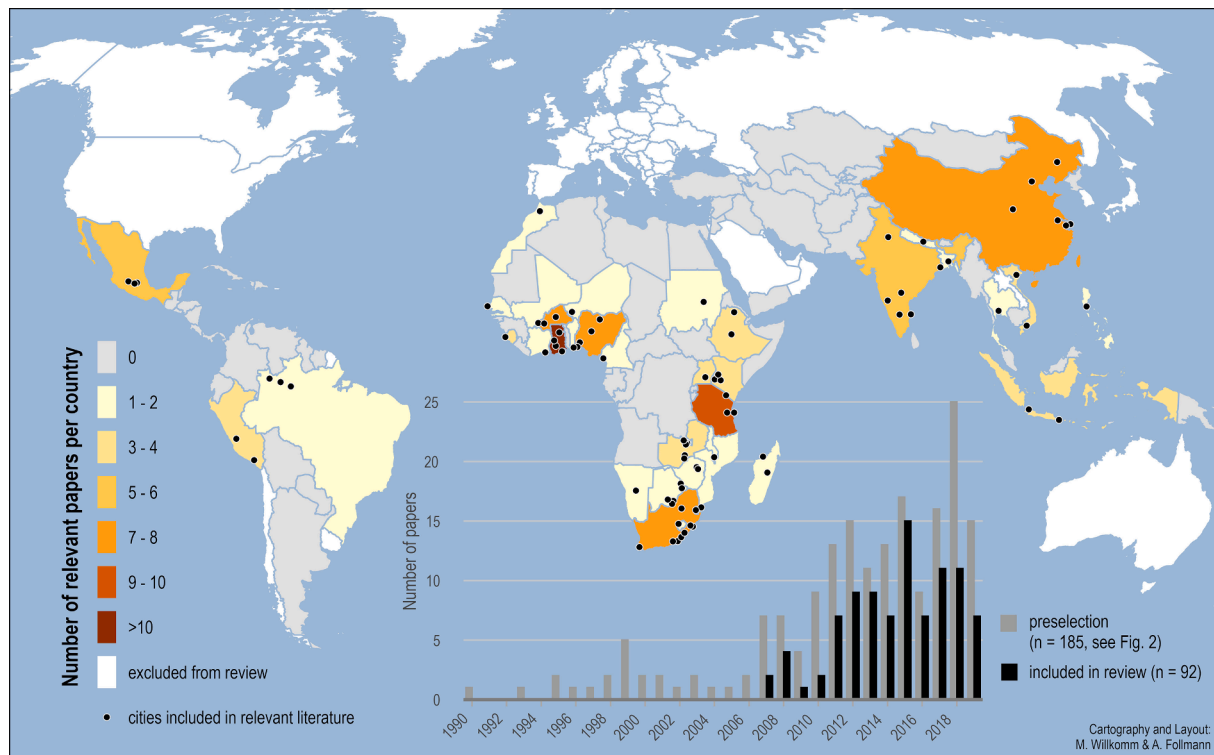 Number of relevant papers per country
0
1 - 2
3 - 4
5 - 6
7 - 8
9 - 10
>10
excluded from review
cities included in relevant literature
Number of papers
25
20
15
10
5
0
1990
1992
1994
1996
1998
2000
2002
2004
2006
2008
2010
2012
2014
2016
2018
preselection
(n = 185, see Fig. 2)
included in review (n = 92)
Cartography and Layout:
M. Willkomm & A. Follmann